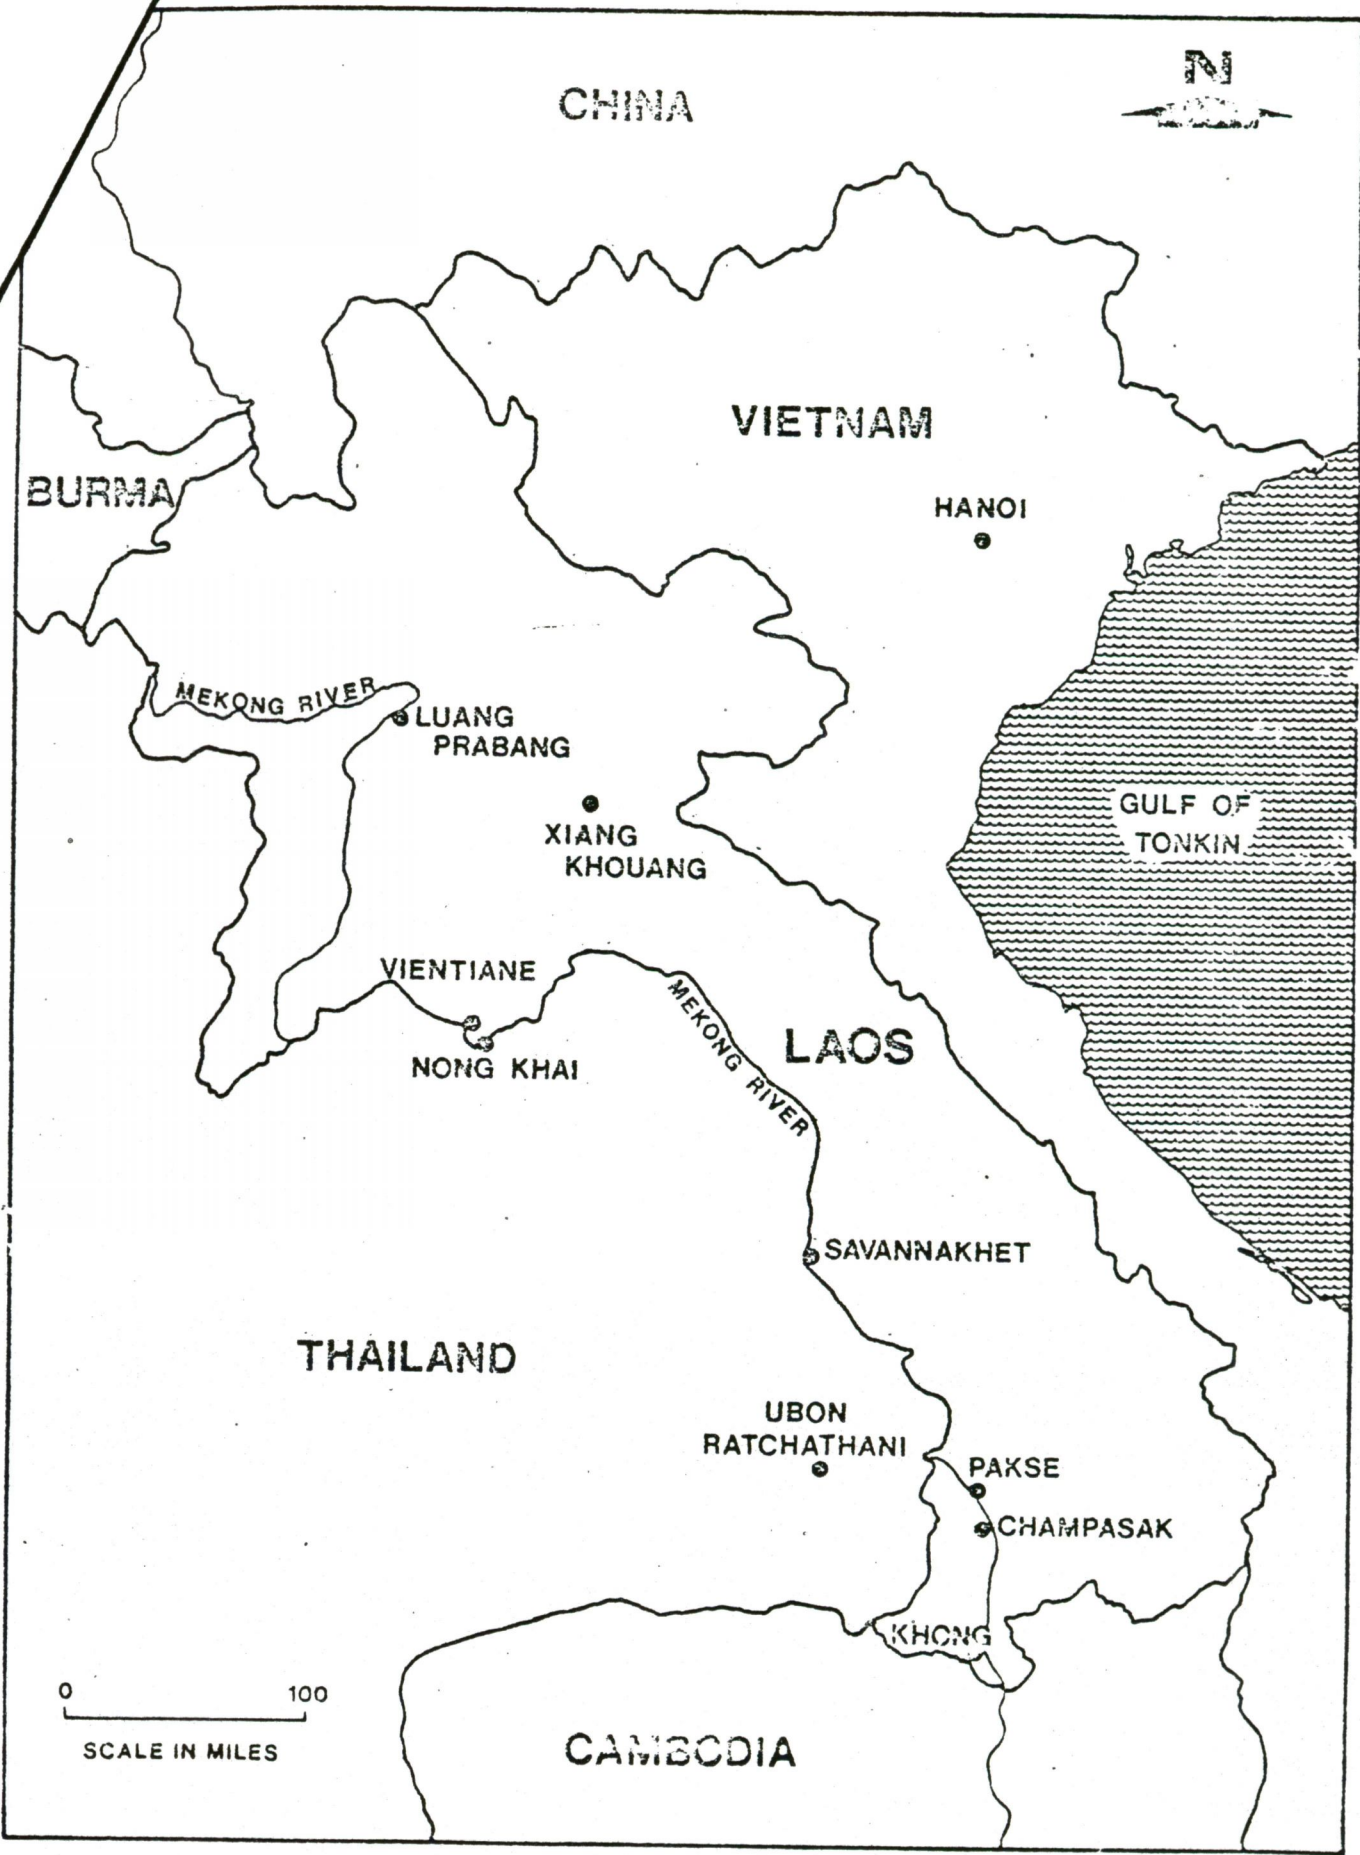 N
CHINA
VIETNAM
HANOI
BURMA
MEKONG RIVER
LUANG
PRABANG
XIANG
KHOUANG
GULF OF
TONKIN
VIENTIANE
NONG KHAI
MEKONG RIVER
LAOS
SAVANNAKHET
THAILAND
UBON
RATCHATHANI
PAKSE
CHAMPASAK
KHONG
0 100
SCALE IN MILES
CAMBODIA